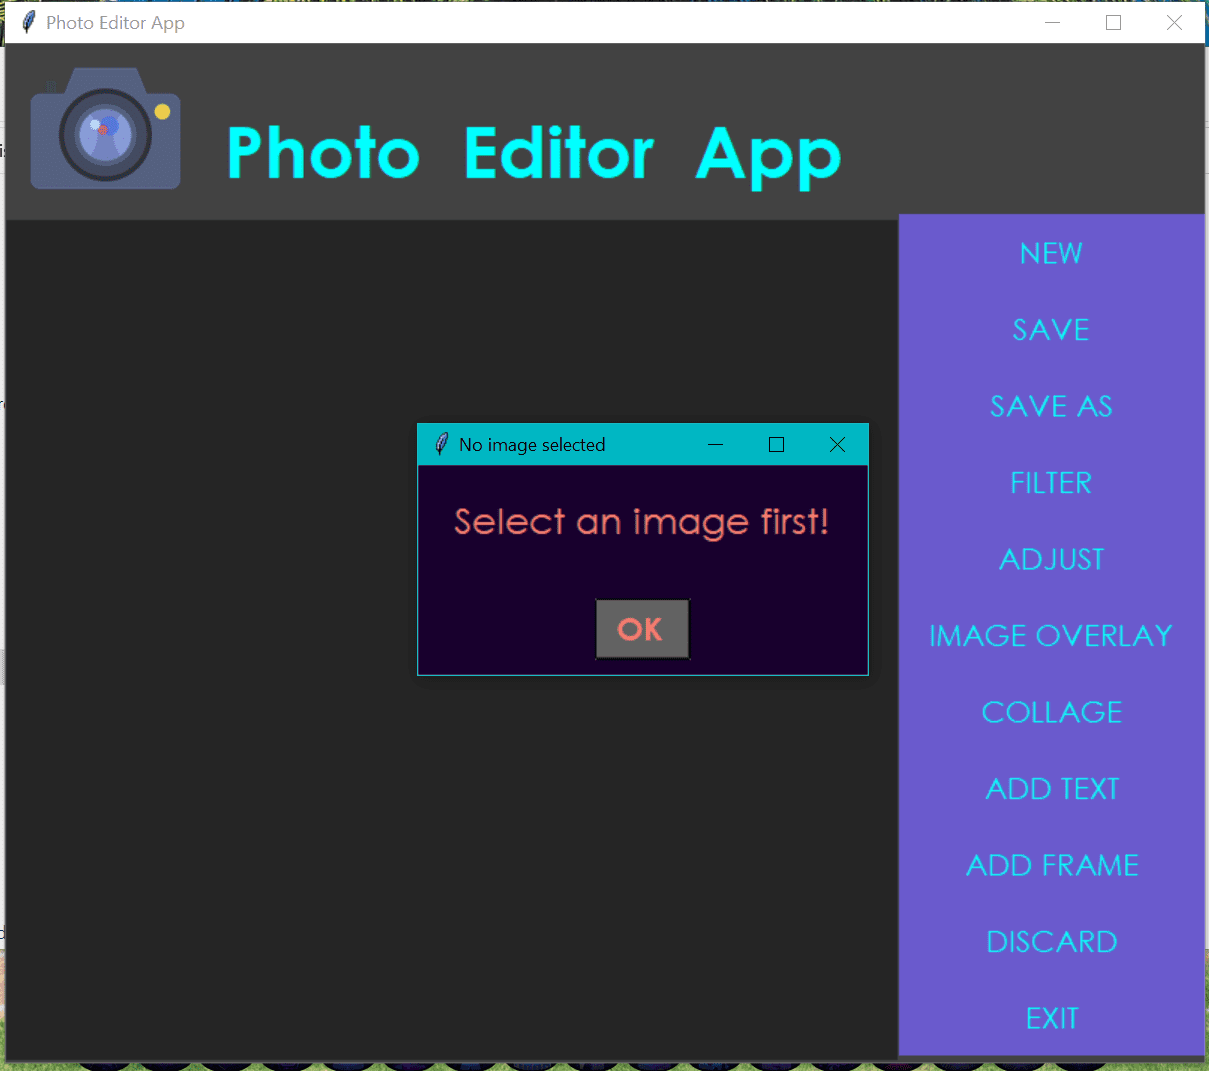 Photo Editor App
Photo Editor App
NEW
SAVE
SAVE AS
FILTER
ADJUST
IMAGE OVERLAY
COLLAGE
ADD TEXT
ADD FRAME
DISCARD
EXIT
No image selected
Select an image first!
OK